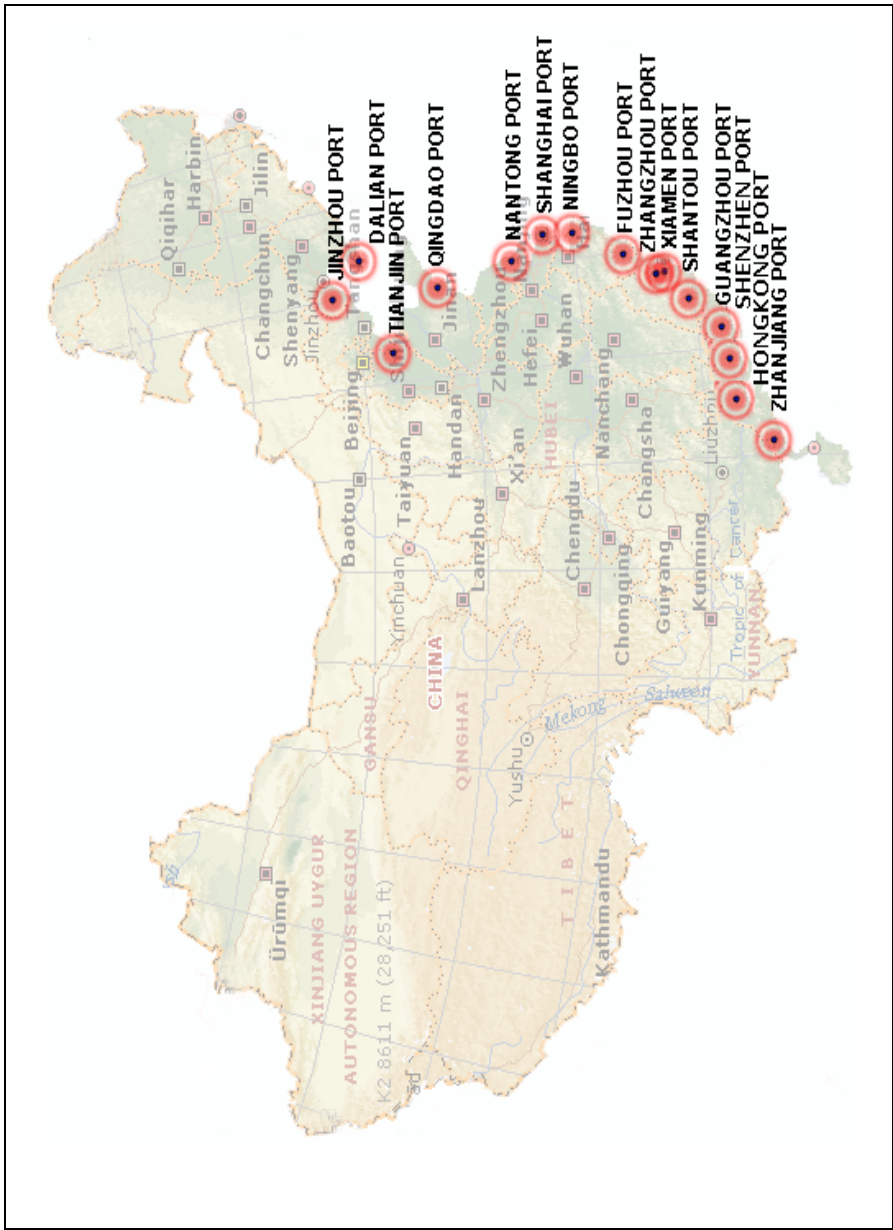 JINZHOU PORT
DALIAN PORT
TIANJIN PORT
QINGDAO PORT
NANTONG PORT
SHANGHAI PORT
NINGBO PORT
FUZHOU PORT
ZHANGZHOU PORT
XIAMEN PORT
SHANTOU PORT
GUANGZHOU PORT
SHENZHEN PORT
HONGKONG PORT
ZHANJIANG PORT
Qiqihar
Harbin
Jilin
Changchun
Shenyang
Jinzhou
Beijing
Baotou
Taiyuan
Handan
Jinan
Zhengzhou
Hefei
Wuhan
HUBEI
Nanchang
Changsha
Liuzhou
Xi'an
Yinchuan
Lanzhou
Chengdu
Chongqing
Guiyang
Kunming
Tropic of Cancer
YUNNAN
CHINA
GANSU
QINGHAI
Yushu
Mekong
Salween
TIBET
Kathmandu
Ürümqi
XINJIANG UYGUR
AUTONOMOUS REGION
K2 8611 m (28,251 ft)